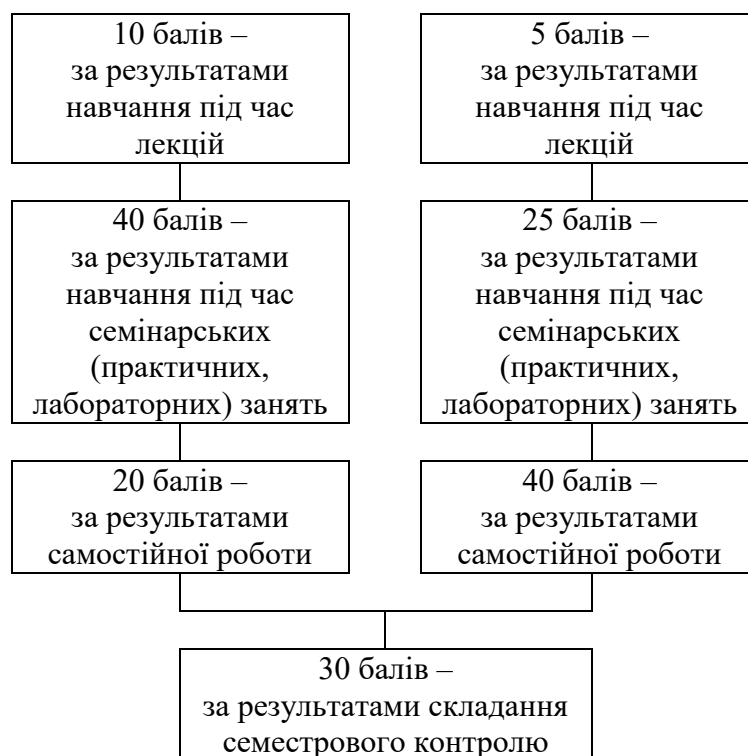 10 балів –
за результатами
навчання під час
лекцій
40 балів –
за результатами
навчання під час
семінарських
(практичних,
лабораторних) занять
20 балів –
за результатами
самостійної роботи
5 балів –
за результатами
навчання під час
лекцій
25 балів –
за результатами
навчання під час
семінарських
(практичних,
лабораторних) занять
40 балів –
за результатами
самостійної роботи
30 балів –
за результатами складання
семестрового контролю